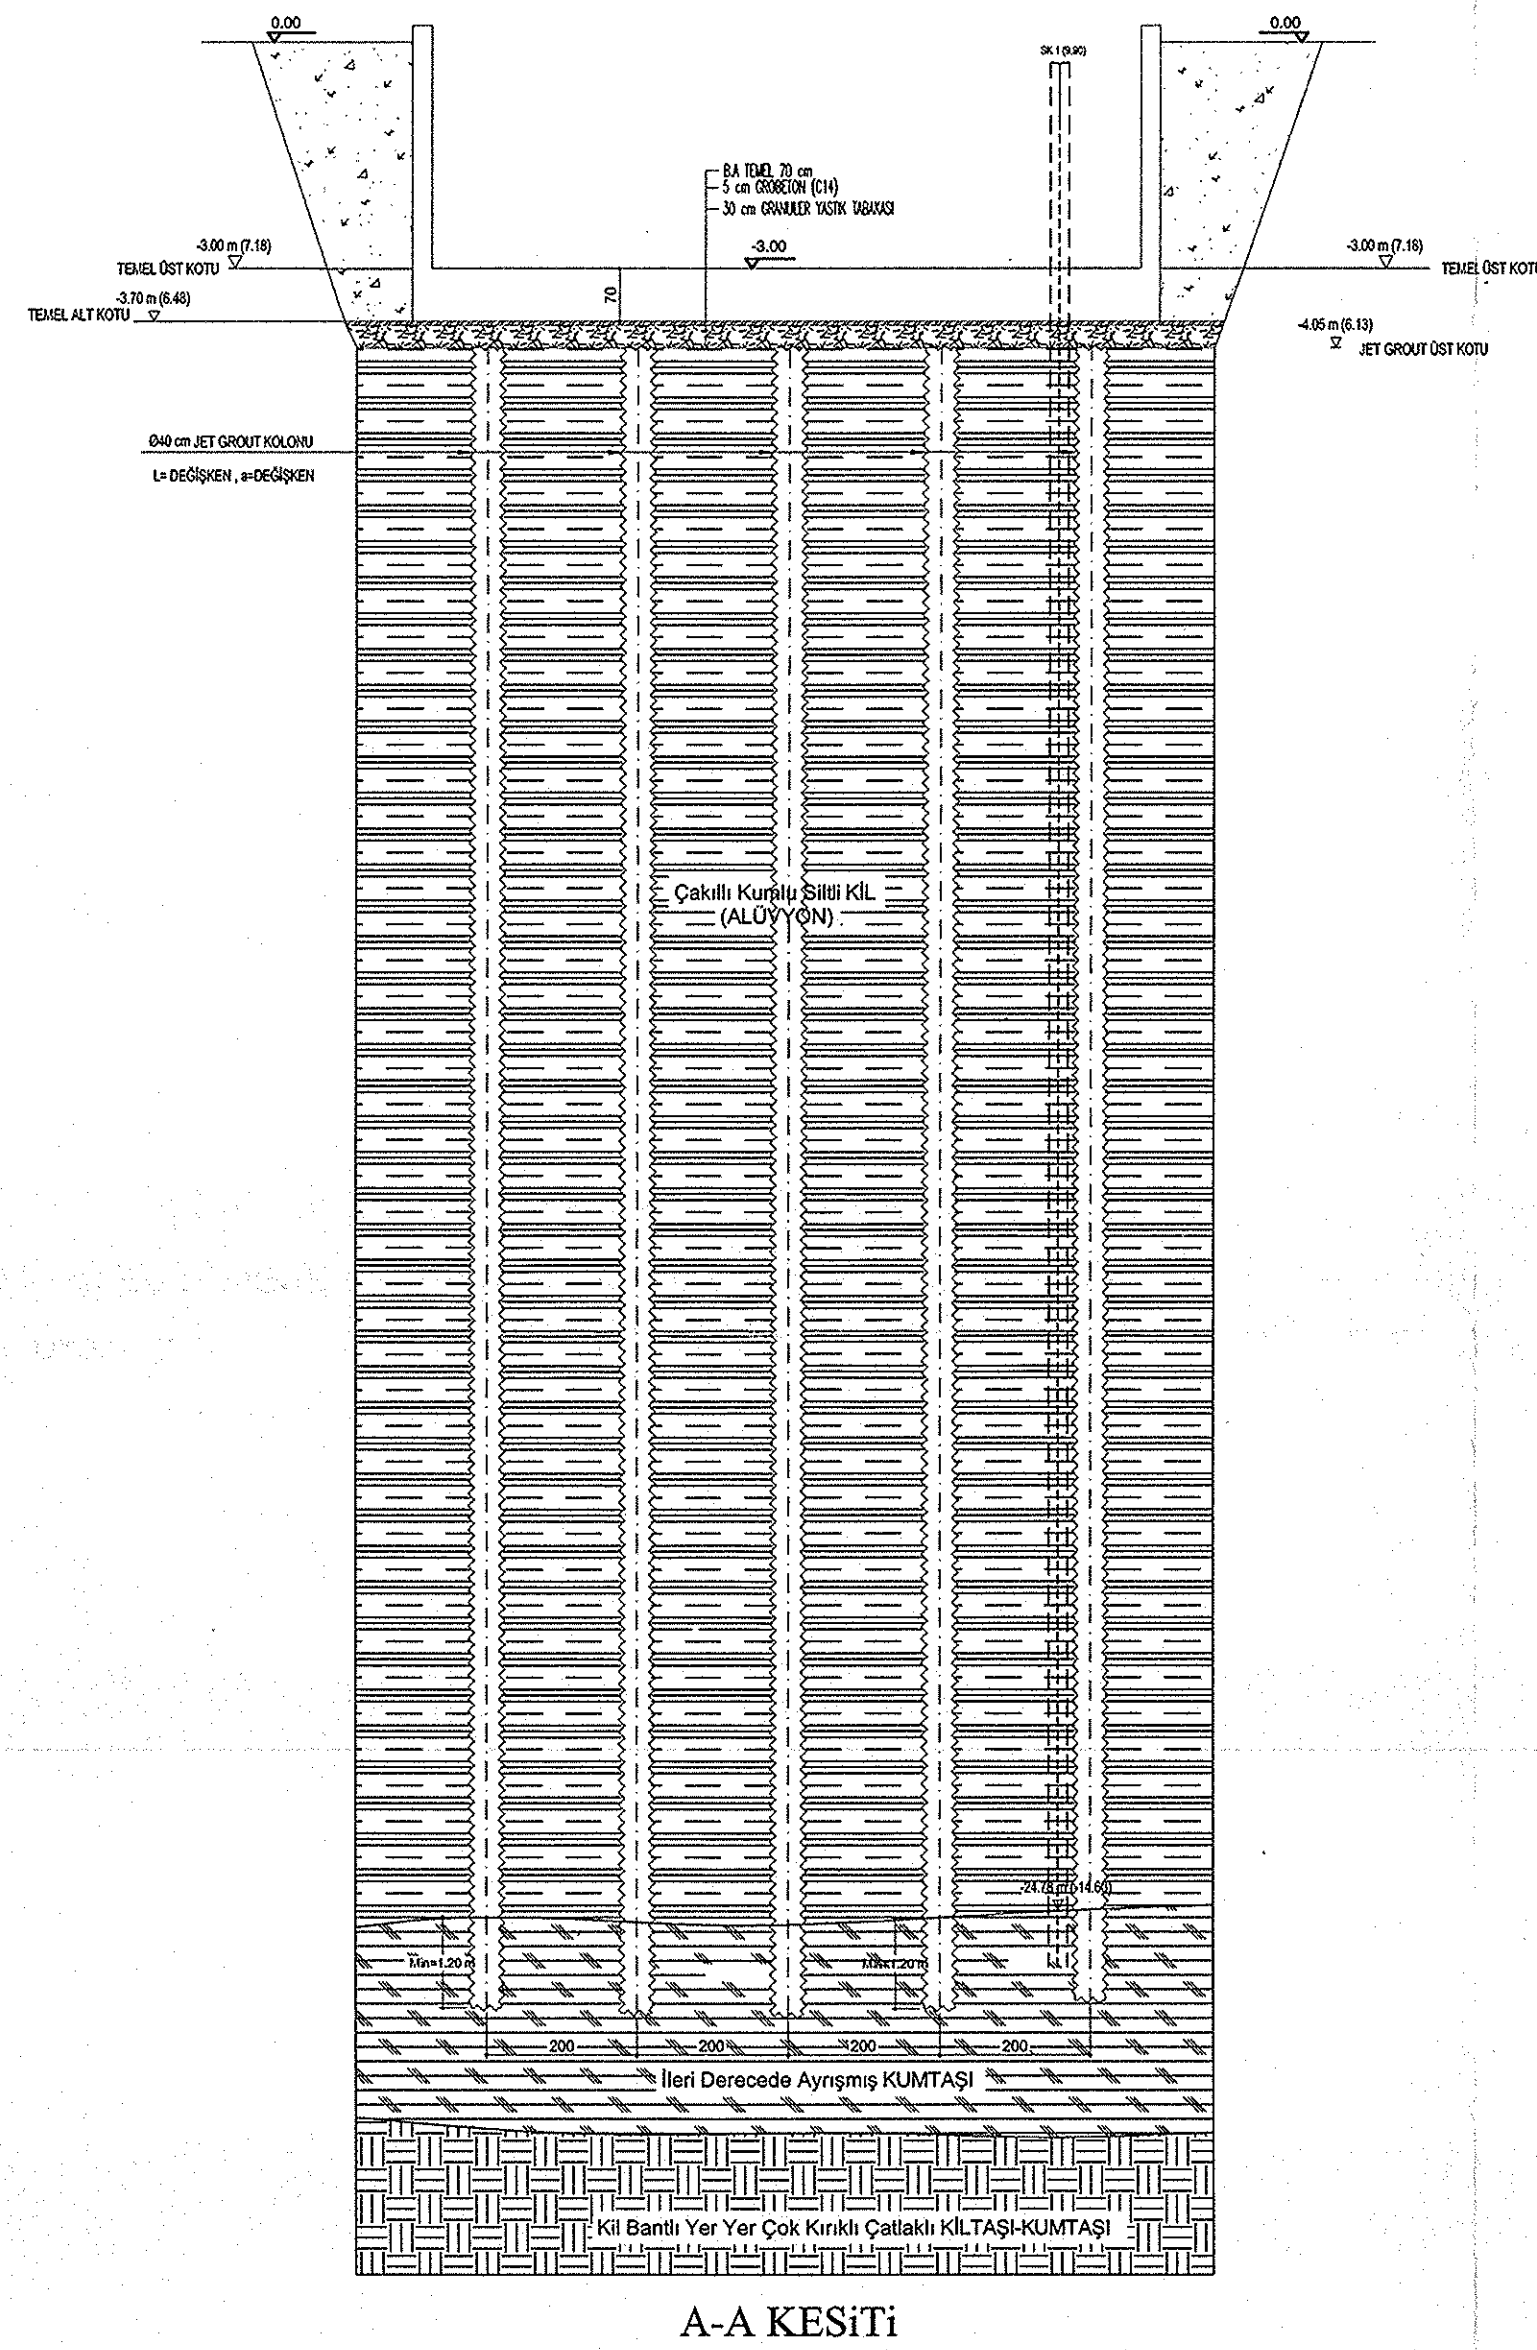 0.00
0.00
SK 1 (9.90)
B.A TEMEL 70 cm
5 cm GROBETON (C14)
30 cm GRANÜLER YASTIK TABAKASI
-3.00 m (7.18)
TEMEL ÜST KOTU
-3.00
-3.00 m (7.18)
TEMEL ÜST KOTU
-3.70 m (6.48)
TEMEL ALT KOTU
70
-4.05 m (6.13)
JET GROUT ÜST KOTU
Ø40 cm JET GROUT KOLONU
L= DEĞİŞKEN , a=DEĞİŞKEN
Çakıllı Kumlu Siltli KİL
(ALÜVYON)
-24.78 m (-14.60)
Min=1.20 m
Min=1.20 m
200
200
200
200
İleri Derecede Ayrışmış KUMTAŞI
Kil Bantlı Yer Yer Çok Kırıklı Çatlaklı KİLTAŞI-KUMTAŞI
A-A KESiTi